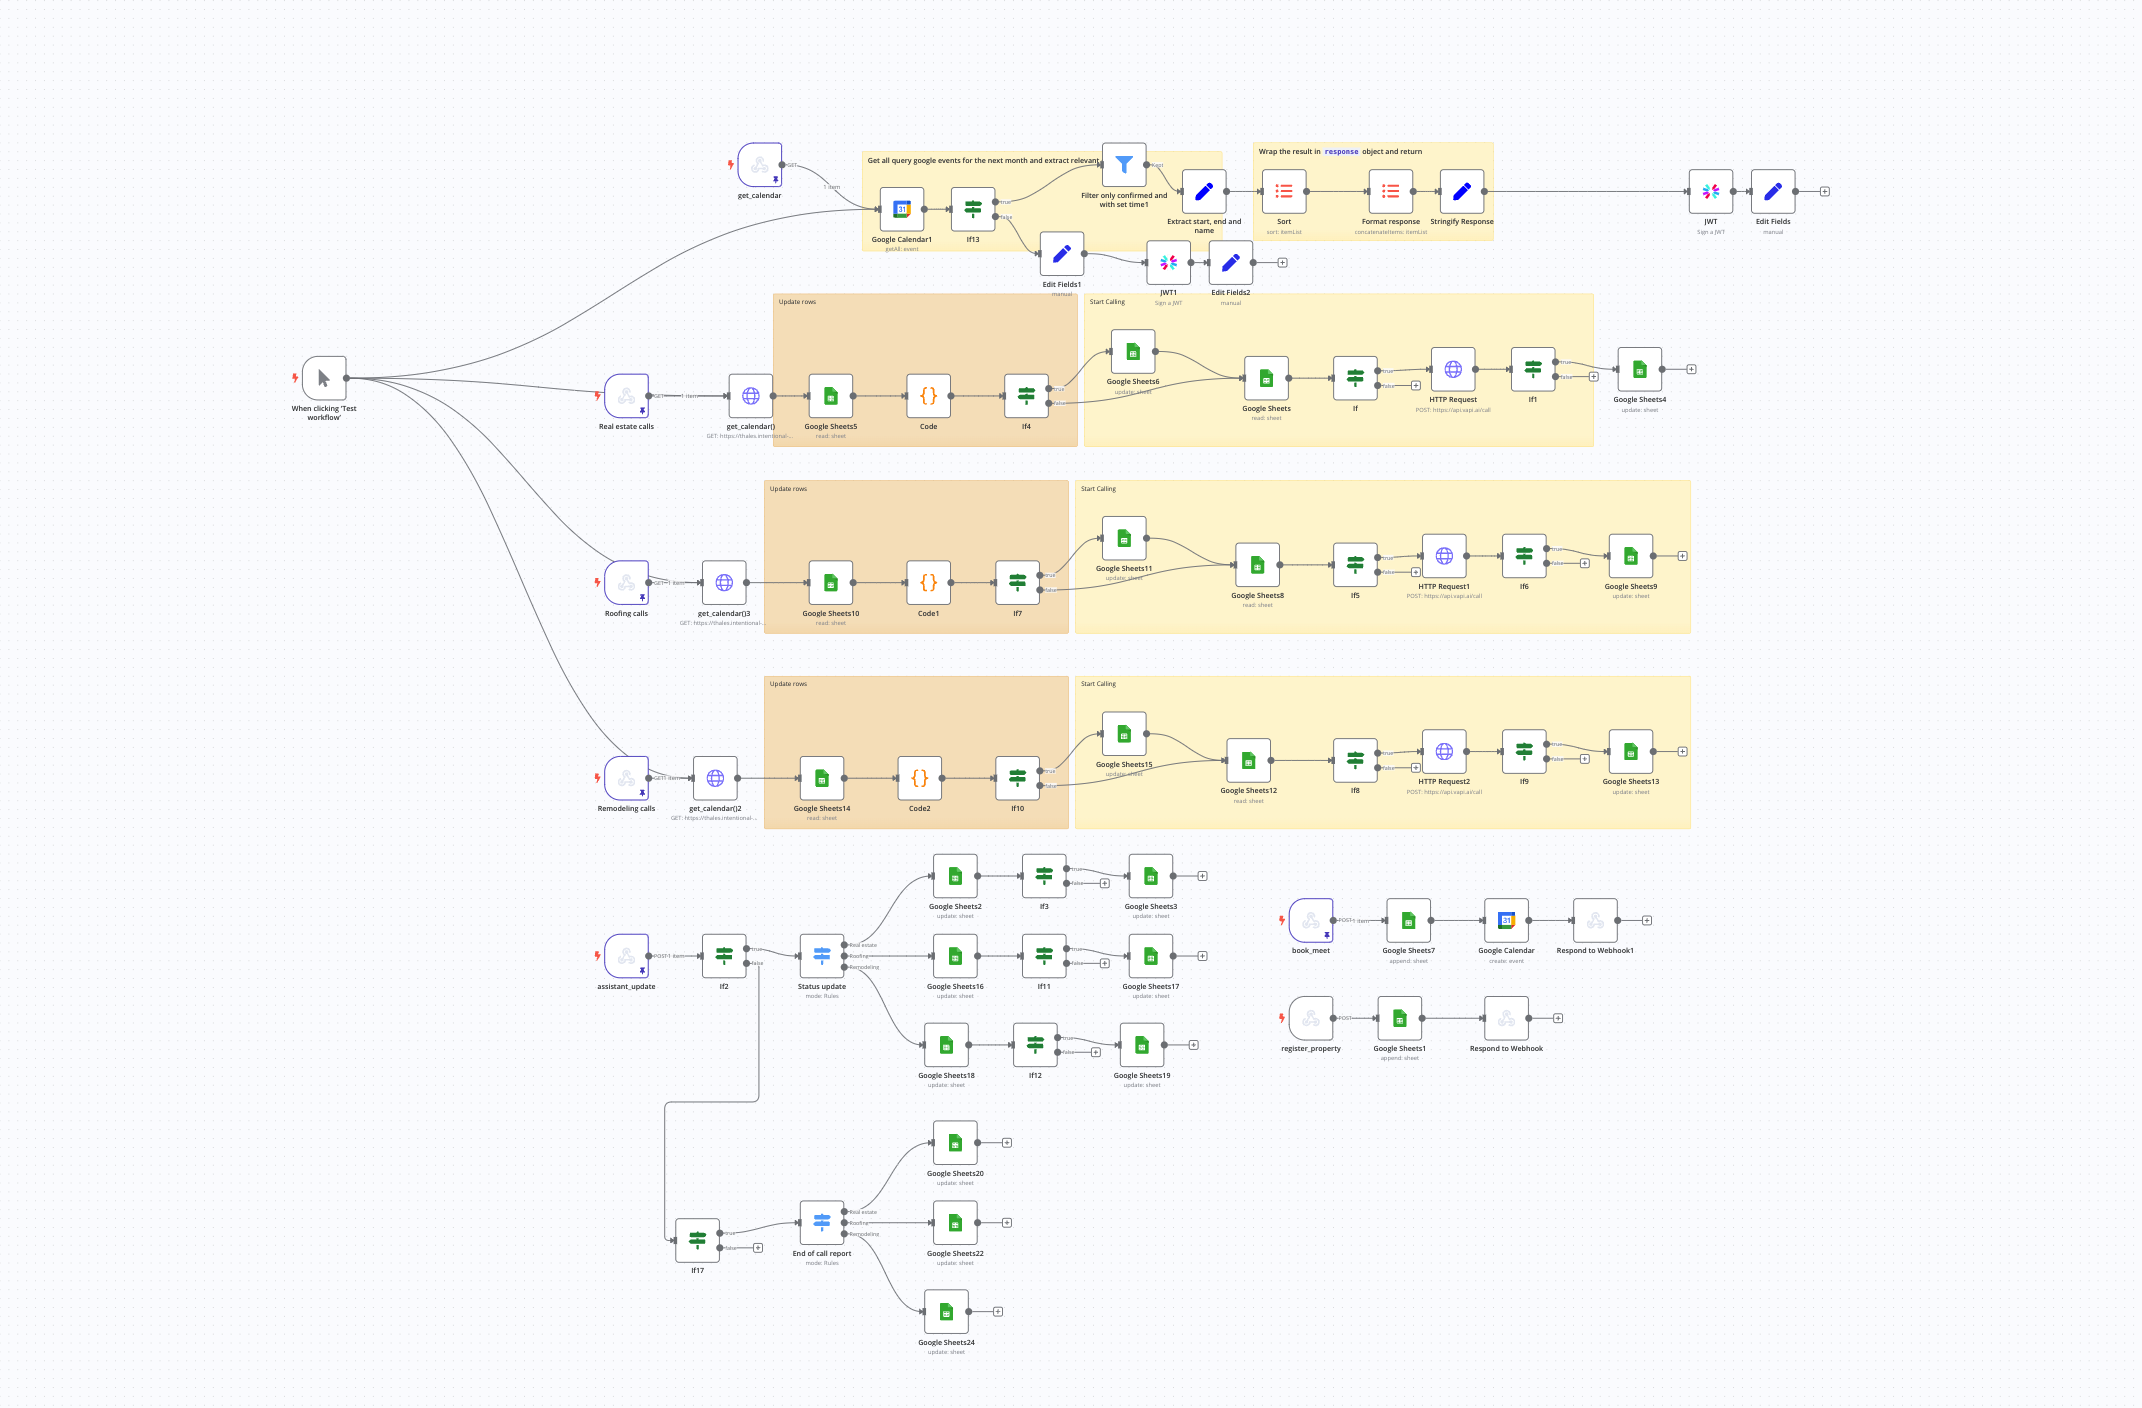 GET
1 item
get_calendar
Get all query google events for the next month and extract relevant
Google Calendar1
getAll: event
true
false
If13
Kept
Filter only confirmed and
with set time1
Extract start, end and
name
Wrap the result in response object and return
Sort
sort: itemList
Format response
concatenateItems: itemList
Stringify Response
JWT
Sign a JWT
Edit Fields
manual
Edit Fields1
manual
JWT1
Sign a JWT
Edit Fields2
manual
When clicking 'Test
workflow'
Update rows
Start Calling
GET
1 item
Real estate calls
get_calendar()
GET: https://thales.intentional-...
Google Sheets5
read: sheet
Code
true
false
If4
Google Sheets6
update: sheet
Google Sheets
read: sheet
true
false
If
HTTP Request
POST: https://api.vapi.ai/call
true
false
If1
Google Sheets4
update: sheet
Update rows
Start Calling
GET
1 item
Roofing calls
get_calendar()3
GET: https://thales.intentional-...
Google Sheets10
read: sheet
Code1
true
false
If7
Google Sheets11
update: sheet
Google Sheets8
read: sheet
true
false
If5
HTTP Request1
POST: https://api.vapi.ai/call
true
false
If6
Google Sheets9
update: sheet
Update rows
Start Calling
GET
1 item
Remodeling calls
get_calendar()2
GET: https://thales.intentional-...
Google Sheets14
read: sheet
Code2
true
false
If10
Google Sheets15
update: sheet
Google Sheets12
read: sheet
true
false
If8
HTTP Request2
POST: https://api.vapi.ai/call
true
false
If9
Google Sheets13
update: sheet
Google Sheets2
update: sheet
true
false
If3
Google Sheets3
update: sheet
POST
1 item
assistant_update
true
false
If2
Real estate
Roofing
Remodeling
Status update
mode: Rules
Google Sheets16
update: sheet
true
false
If11
Google Sheets17
update: sheet
Google Sheets18
update: sheet
true
false
If12
Google Sheets19
update: sheet
POST
1 item
book_meet
Google Sheets7
append: sheet
Google Calendar
create: event
Respond to Webhook1
POST
register_property
Google Sheets1
append: sheet
Respond to Webhook
Google Sheets20
update: sheet
true
false
If17
Real estate
Roofing
Remodeling
End of call report
mode: Rules
Google Sheets22
update: sheet
Google Sheets24
update: sheet